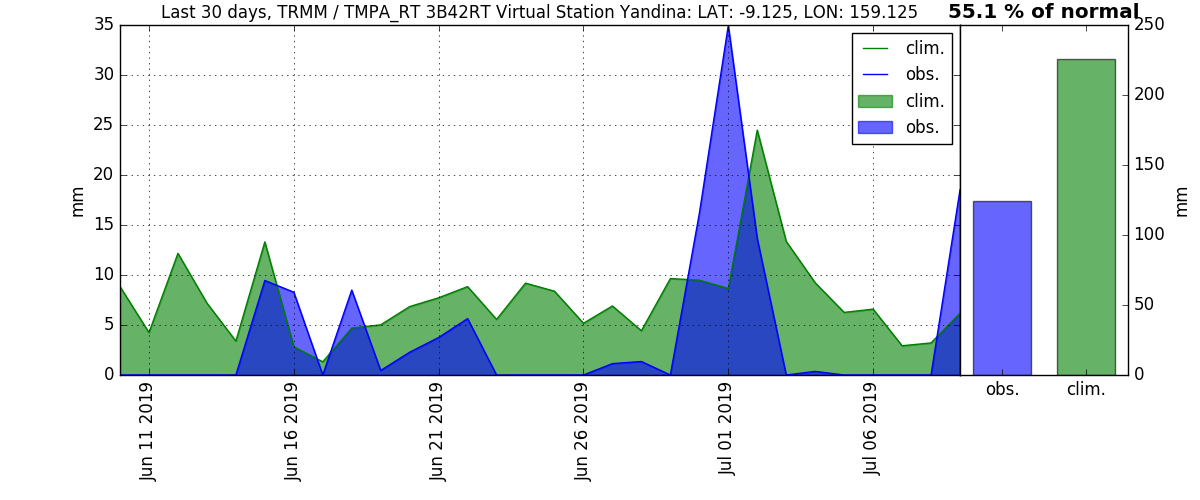 Last 30 days, TRMM / TMPA_RT 3B42RT Virtual Station Yandina: LAT: -9.125, LON: 159.125
55.1 % of normal
35
30
25
20
15
10
5
0
mm
clim.
obs.
clim.
obs.
Jun 11 2019
Jun 16 2019
Jun 21 2019
Jun 26 2019
Jul 01 2019
Jul 06 2019
250
200
150
100
50
0
mm
obs.
clim.